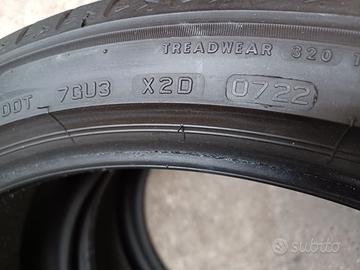 TREADWEAR 320 T
DOT 7GU3 X2D 0722
subito